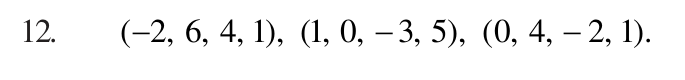 12. (−2, 6, 4, 1), (1, 0, −3, 5), (0, 4, −2, 1).